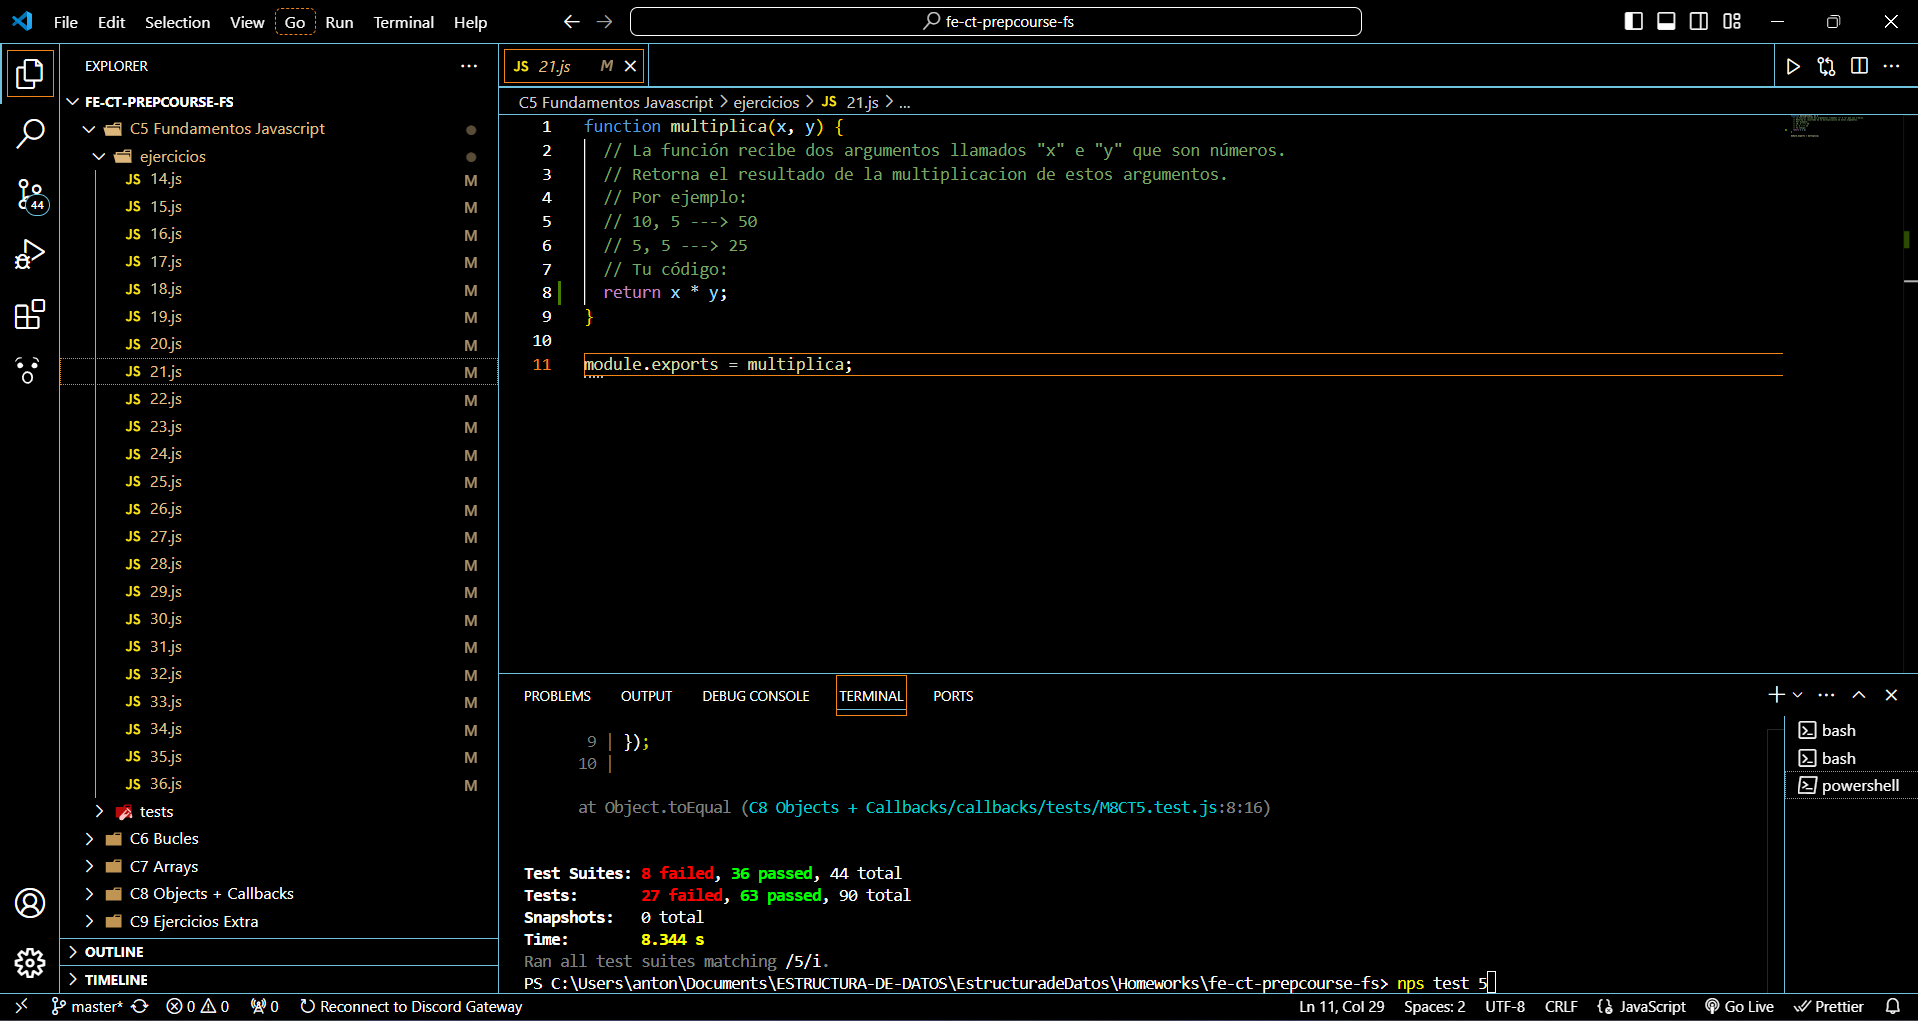 File Edit Selection View Go Run Terminal Help
fe-ct-prepcourse-fs
EXPLORER
FE-CT-PREPCOURSE-FS
C5 Fundamentos Javascript
ejercicios
JS 14.js M
JS 15.js M
JS 16.js M
JS 17.js M
JS 18.js M
JS 19.js M
JS 20.js M
JS 21.js M
JS 22.js M
JS 23.js M
JS 24.js M
JS 25.js M
JS 26.js M
JS 27.js M
JS 28.js M
JS 29.js M
JS 30.js M
JS 31.js M
JS 32.js M
JS 33.js M
JS 34.js M
JS 35.js M
JS 36.js M
tests
C6 Bucles
C7 Arrays
C8 Objects + Callbacks
C9 Ejercicios Extra
OUTLINE
TIMELINE
44
JS 21.js M
C5 Fundamentos Javascript > ejercicios > JS 21.js > ...
1 function multiplica(x, y) {
2 // La función recibe dos argumentos llamados "x" e "y" que son números.
3 // Retorna el resultado de la multiplicacion de estos argumentos.
4 // Por ejemplo:
5 // 10, 5 ---> 50
6 // 5, 5 ---> 25
7 // Tu código:
8 return x * y;
9 }
10
11 module.exports = multiplica;
PROBLEMS OUTPUT DEBUG CONSOLE TERMINAL PORTS
9 | });
10 |
at Object.toEqual (C8 Objects + Callbacks/callbacks/tests/M8CT5.test.js:8:16)
Test Suites: 8 failed, 36 passed, 44 total
Tests: 27 failed, 63 passed, 90 total
Snapshots: 0 total
Time: 8.344 s
Ran all test suites matching /5/i.
PS C:\Users\anton\Documents\ESTRUCTURA-DE-DATOS\EstructuradeDatos\Homeworks\fe-ct-prepcourse-fs> nps test 5
bash
bash
powershell
master* 0 0 0 Reconnect to Discord Gateway Ln 11, Col 29 Spaces: 2 UTF-8 CRLF {} JavaScript Go Live Prettier